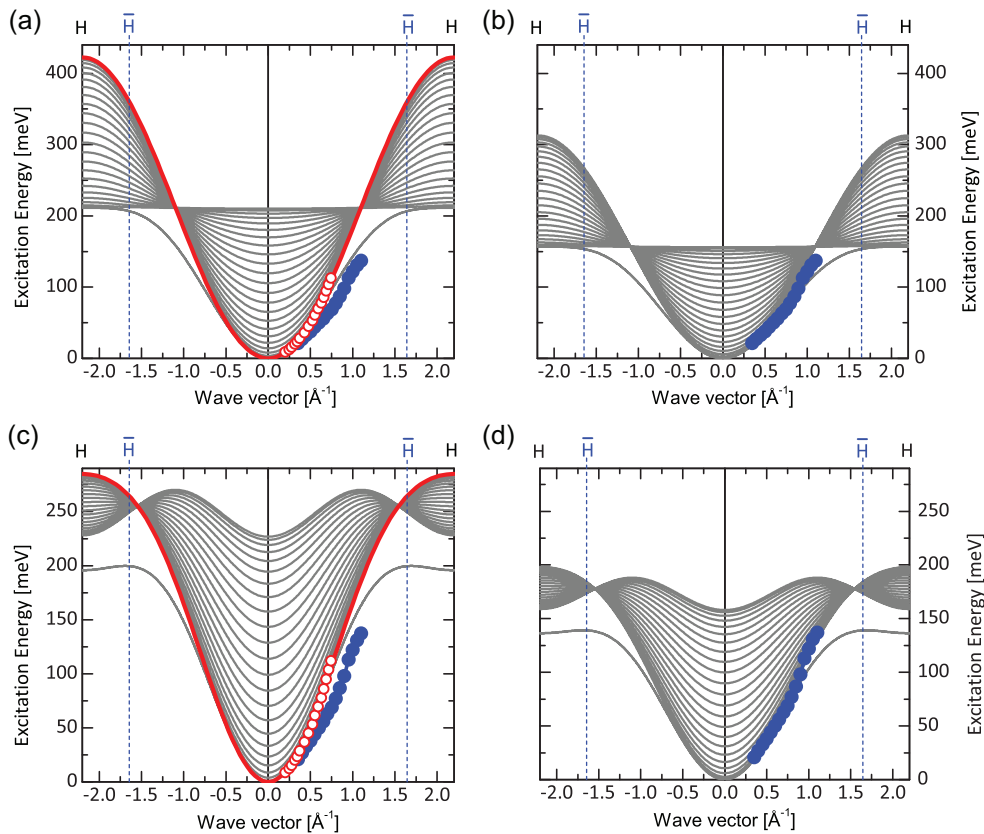 (a)
H H̅ H̅ H
400
300
200
100
0
Excitation Energy [meV]
-2.0 -1.5 -1.0 -0.5 0.0 0.5 1.0 1.5 2.0
Wave vector [Å⁻¹]
(b)
H H̅ H̅ H
400
300
200
100
0
Excitation Energy [meV]
-2.0 -1.5 -1.0 -0.5 0.0 0.5 1.0 1.5 2.0
Wave vector [Å⁻¹]
(c)
H H̅ H̅ H
250
200
150
100
50
0
Excitation Energy [meV]
-2.0 -1.5 -1.0 -0.5 0.0 0.5 1.0 1.5 2.0
Wave vector [Å⁻¹]
(d)
H H̅ H̅ H
250
200
150
100
50
0
Excitation Energy [meV]
-2.0 -1.5 -1.0 -0.5 0.0 0.5 1.0 1.5 2.0
Wave vector [Å⁻¹]